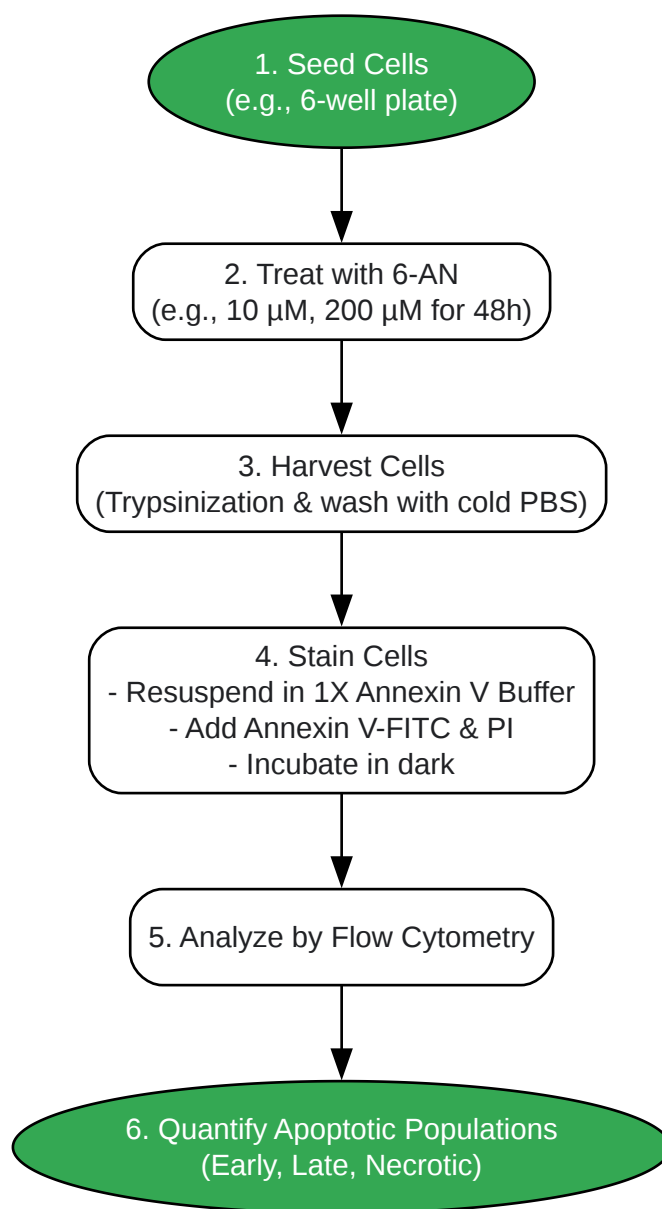 1. Seed Cells
(e.g., 6-well plate)
2. Treat with 6-AN
(e.g., 10 µM, 200 µM for 48h)
3. Harvest Cells
(Trypsinization & wash with cold PBS)
4. Stain Cells
- Resuspend in 1X Annexin V Buffer
- Add Annexin V-FITC & PI
- Incubate in dark
5. Analyze by Flow Cytometry
6. Quantify Apoptotic Populations
(Early, Late, Necrotic)